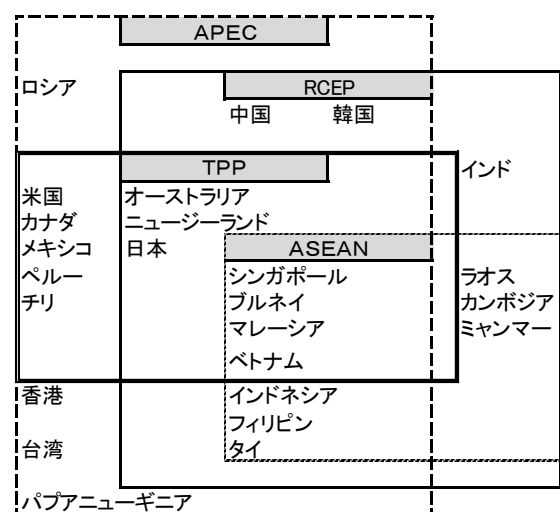 APEC
ロシア
RCEP
中国 韓国
TPP
インド
米国 オーストラリア
カナダ ニュージーランド
メキシコ 日本 ASEAN
ペルー シンガポール ラオス
チリ ブルネイ カンボジア
マレーシア ミャンマー
ベトナム
香港 インドネシア
フィリピン
台湾 タイ
パプアニューギニア